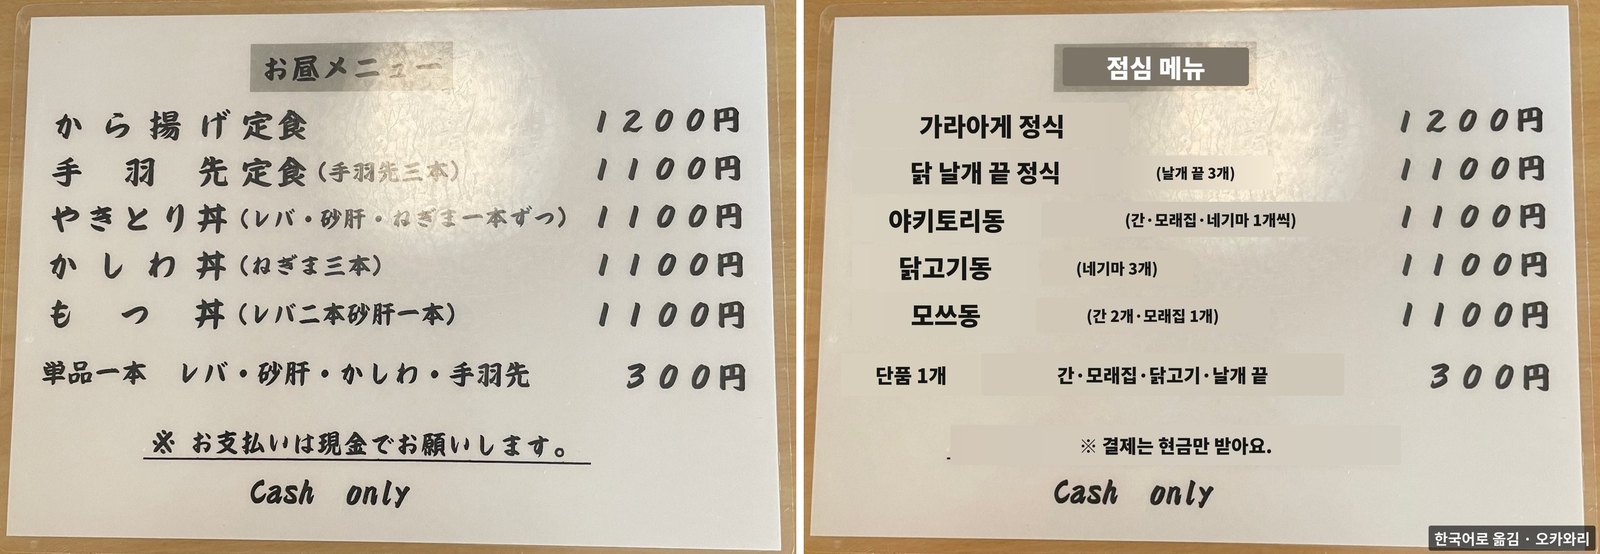 お昼メニュー
から揚げ定食 1200円
手羽先定食(手羽先三本) 1100円
やきとり丼(レバ・砂肝・ねぎま一本ずつ) 1100円
かしわ丼(ねぎま三本) 1100円
もつ丼(レバ二本砂肝一本) 1100円
単品一本 レバ・砂肝・かしわ・手羽先 300円
※ お支払いは現金でお願いします。
Cash only
점심 메뉴
가라아게 정식 1200円
닭 날개 끝 정식 (날개 끝 3개) 1100円
야키토리동 (간·모래집·네기마 1개씩) 1100円
닭고기동 (네기마 3개) 1100円
모쓰동 (간 2개·모래집 1개) 1100円
단품 1개 간·모래집·닭고기·날개 끝 300円
※ 결제는 현금만 받아요.
Cash only
한국어로 옮김 · 오카와리